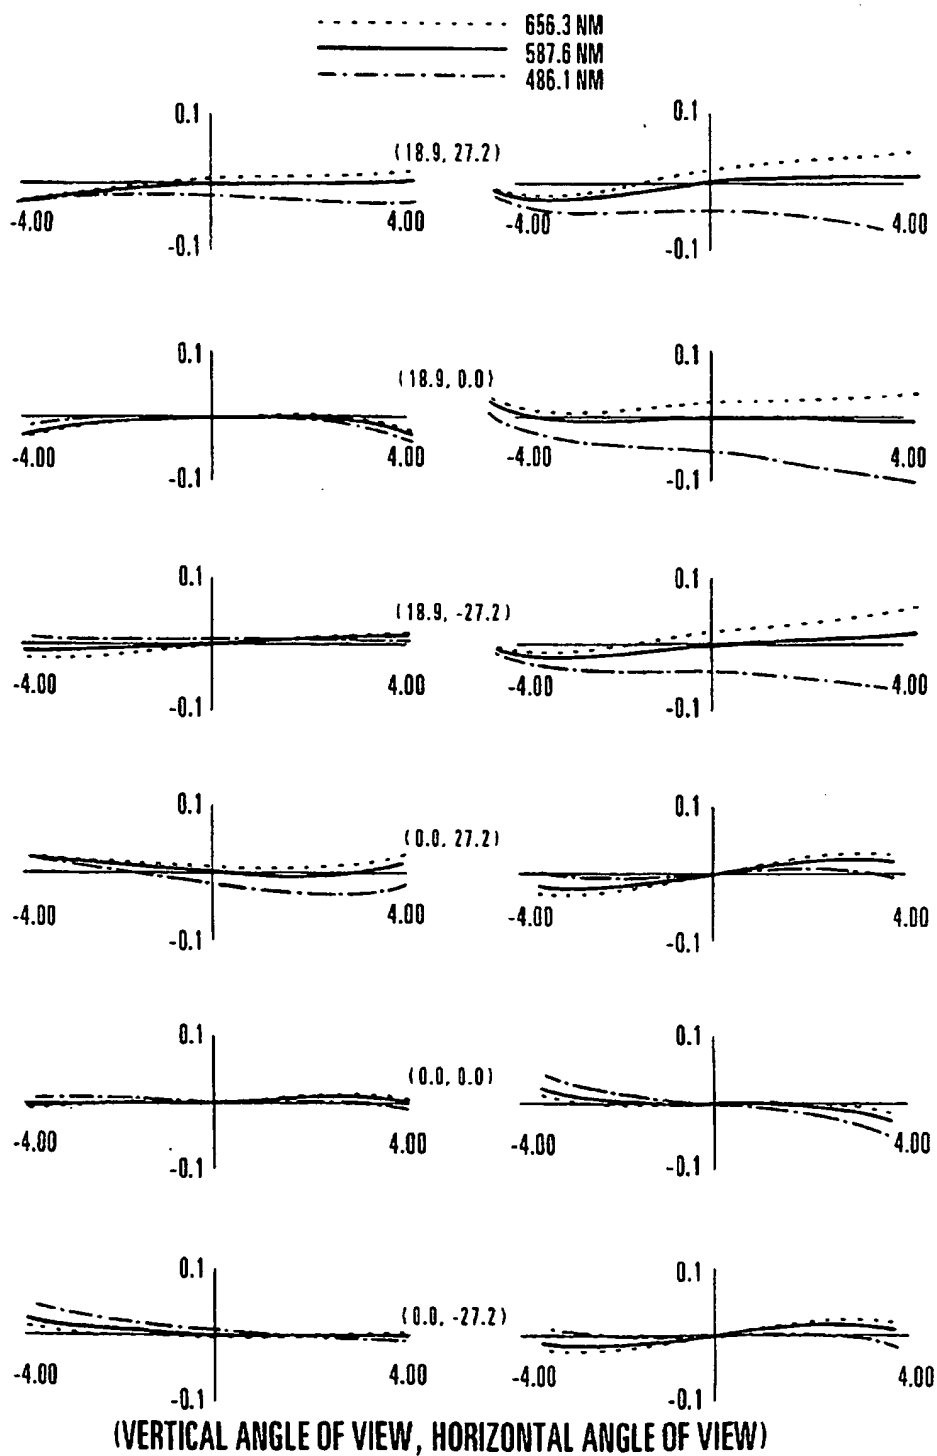 656.3 NM
587.6 NM
486.1 NM
0.1 0.1
(18.9, 27.2)
-4.00 4.00 -4.00 4.00
-0.1 -0.1
0.1 0.1
(18.9, 0.0)
-4.00 4.00 -4.00 4.00
-0.1 -0.1
0.1 0.1
(18.9, -27.2)
-4.00 4.00 -4.00 4.00
-0.1 -0.1
0.1 0.1
(0.0, 27.2)
-4.00 4.00 -4.00 4.00
-0.1 -0.1
0.1 0.1
(0.0, 0.0)
-4.00 4.00 -4.00 4.00
-0.1 -0.1
0.1 0.1
(0.0, -27.2)
-4.00 4.00 -4.00 4.00
-0.1 -0.1
(VERTICAL ANGLE OF VIEW, HORIZONTAL ANGLE OF VIEW)